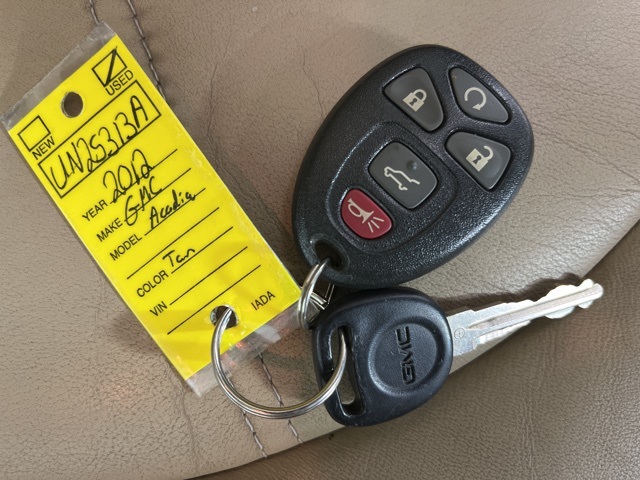 NEW
USED
UN25313A
YEAR 2012
MAKE GMC
MODEL Acadia
COLOR Tan
VIN
IADA
GMC